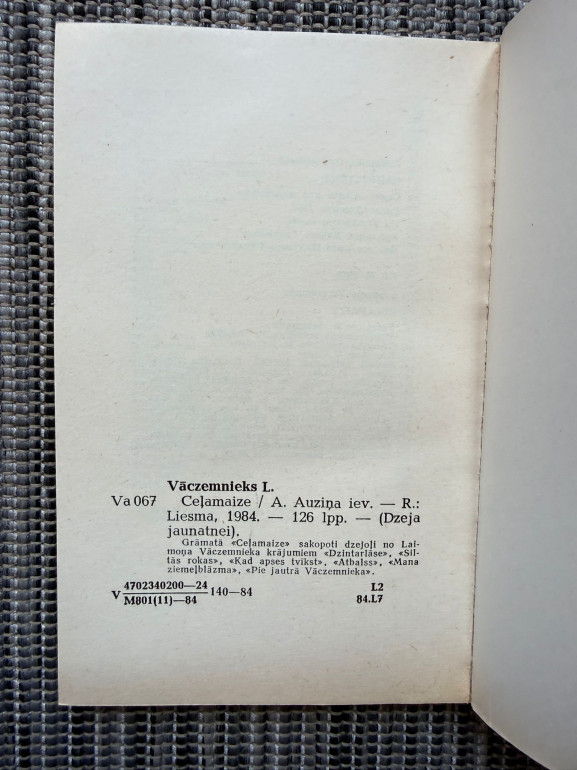 Vāczemnieks L.
Va 067 Ceļamaize / A. Auziņa iev. — R.:
Liesma, 1984. — 126 lpp. — (Dzeja
jaunatnei).
Grāmatā «Ceļamaize» sakopoti dzejoļi no Lai-
moņa Vāczemnieka krājumiem «Dzintarlāse», «Sil-
tās rokas», «Kad apses tvīkst», «Atbalss», «Mana
ziemeļblāzma», «Pie jautrā Vāczemnieka».
4702340200—24
V 140—84 L2
M801(11)—84 84.L7